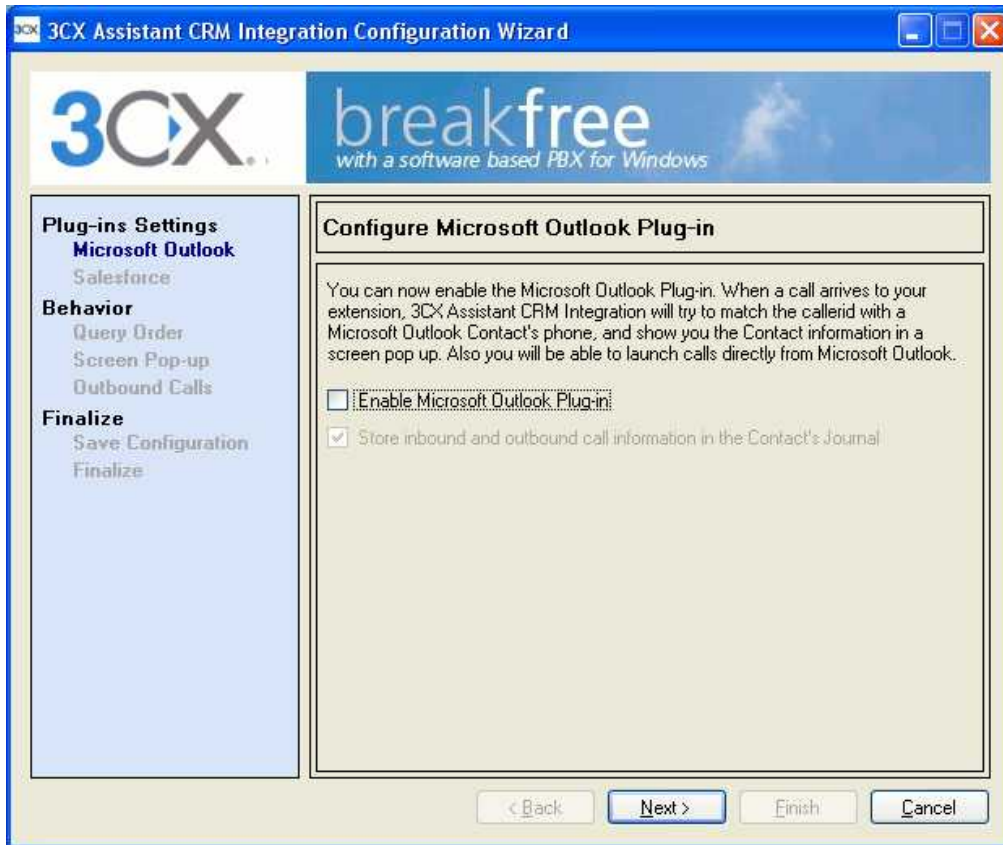 3CX Assistant CRM Integration Configuration Wizard
3CX
breakfree
with a software based PBX for Windows
Plug-ins Settings
Microsoft Outlook
Salesforce
Behavior
Query Order
Screen Pop-up
Outbound Calls
Finalize
Save Configuration
Finalize
Configure Microsoft Outlook Plug-in
You can now enable the Microsoft Outlook Plug-in. When a call arrives to your
extension, 3CX Assistant CRM Integration will try to match the callerid with a
Microsoft Outlook Contact's phone, and show you the Contact information in a
screen pop up. Also you will be able to launch calls directly from Microsoft Outlook.
Enable Microsoft Outlook Plug-in
Store inbound and outbound call information in the Contact's Journal
< Back
Next >
Finish
Cancel